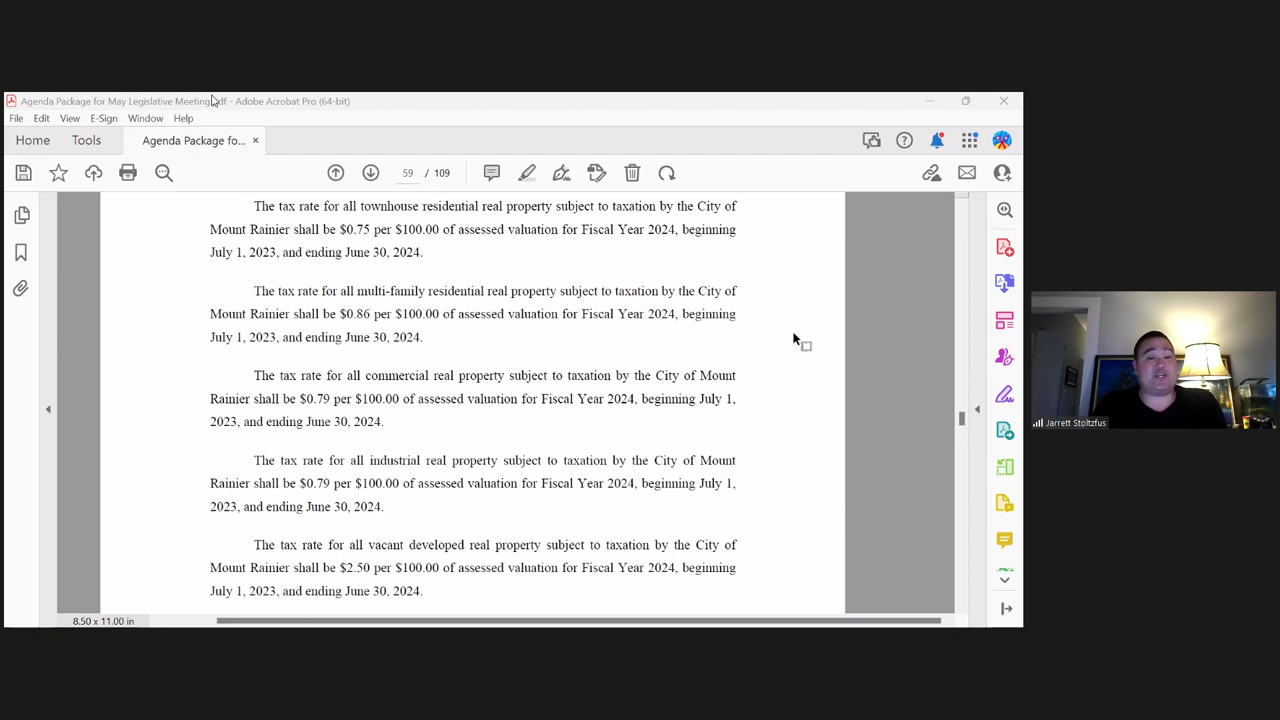 Agenda Package for May Legislative Meeting.pdf - Adobe Acrobat Pro (64-bit)
File Edit View E-Sign Window Help
Home Tools Agenda Package fo... ×
59 / 109
The tax rate for all townhouse residential real property subject to taxation by the City of
Mount Rainier shall be $0.75 per $100.00 of assessed valuation for Fiscal Year 2024, beginning
July 1, 2023, and ending June 30, 2024.
The tax rate for all multi-family residential real property subject to taxation by the City of
Mount Rainier shall be $0.86 per $100.00 of assessed valuation for Fiscal Year 2024, beginning
July 1, 2023, and ending June 30, 2024.
The tax rate for all commercial real property subject to taxation by the City of Mount
Rainier shall be $0.79 per $100.00 of assessed valuation for Fiscal Year 2024, beginning July 1,
2023, and ending June 30, 2024.
The tax rate for all industrial real property subject to taxation by the City of Mount
Rainier shall be $0.79 per $100.00 of assessed valuation for Fiscal Year 2024, beginning July 1,
2023, and ending June 30, 2024.
The tax rate for all vacant developed real property subject to taxation by the City of
Mount Rainier shall be $2.50 per $100.00 of assessed valuation for Fiscal Year 2024, beginning
July 1, 2023, and ending June 30, 2024.
8.50 x 11.00 in
Jarrett Stoltzfus